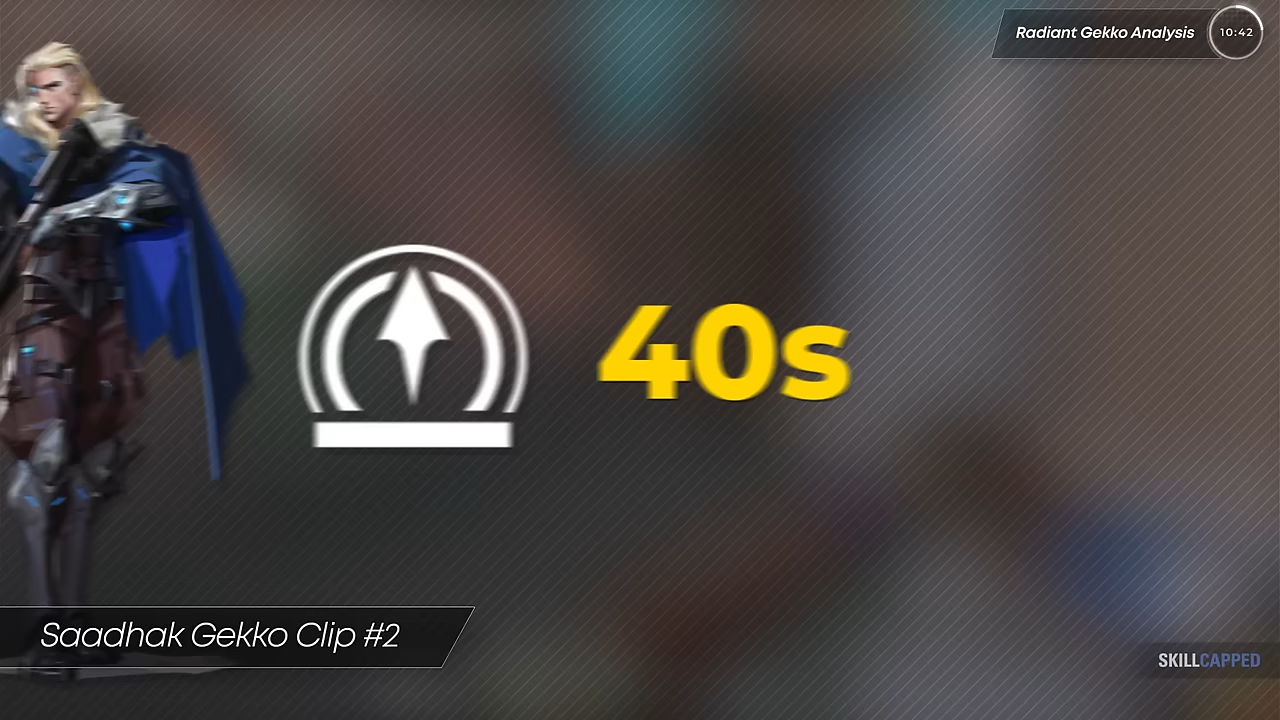 Radiant Gekko Analysis
10:42
40s
Saadhak Gekko Clip #2
SKILLCAPPED